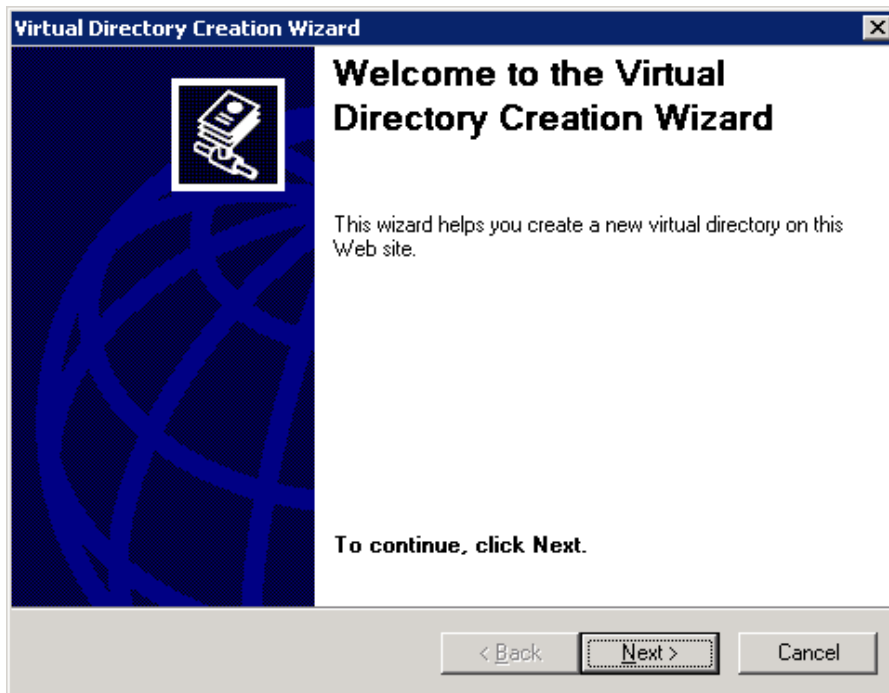 Virtual Directory Creation Wizard
Welcome to the Virtual
Directory Creation Wizard
This wizard helps you create a new virtual directory on this
Web site.
To continue, click Next.
< Back
Next >
Cancel